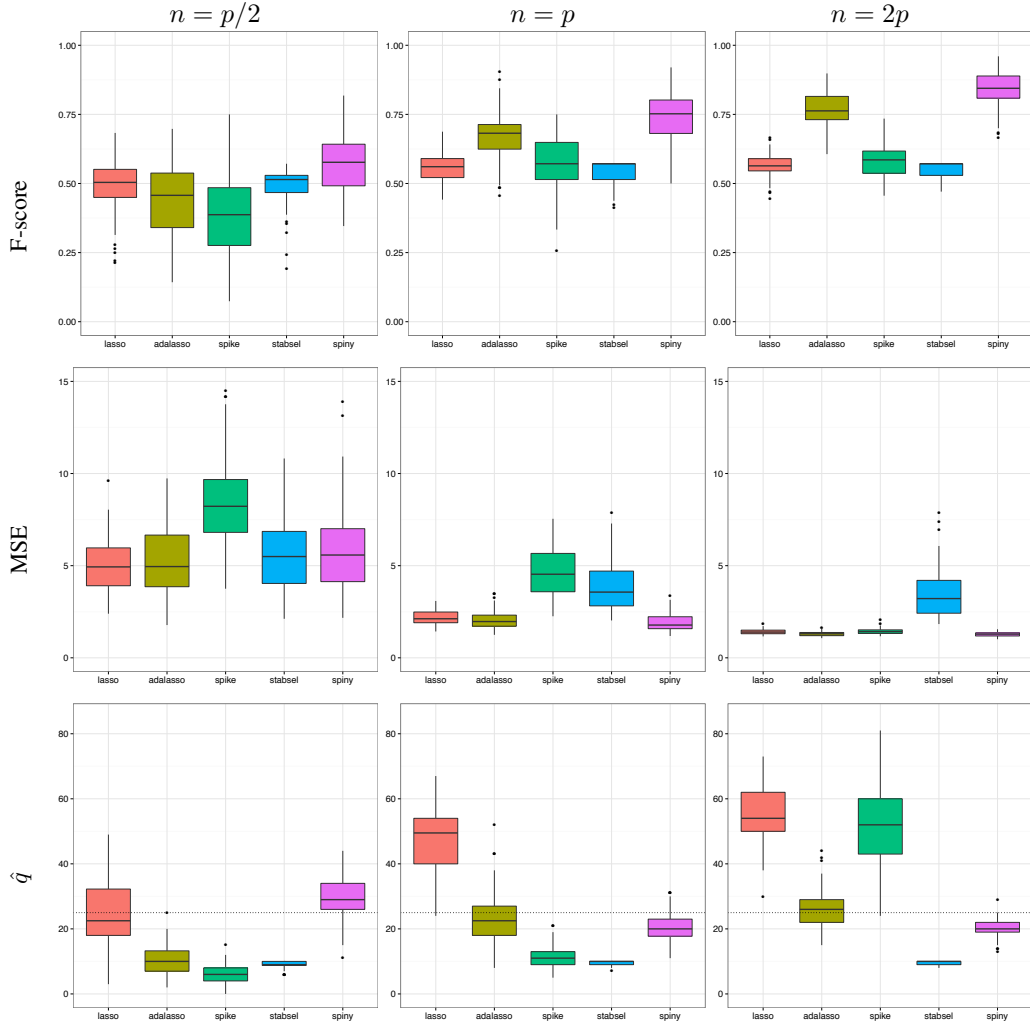 n = p/2 n = p n = 2p
F-score
1.00 1.00 1.00
0.75 0.75 0.75
0.50 0.50 0.50
0.25 0.25 0.25
0.00 0.00 0.00
lasso adalasso spike stabsel spiny lasso adalasso spike stabsel spiny lasso adalasso spike stabsel spiny
MSE
15 15 15
10 10 10
5 5 5
0 0 0
lasso adalasso spike stabsel spiny lasso adalasso spike stabsel spiny lasso adalasso spike stabsel spiny
q̂
80 80 80
60 60 60
40 40 40
20 20 20
0 0 0
lasso adalasso spike stabsel spiny lasso adalasso spike stabsel spiny lasso adalasso spike stabsel spiny